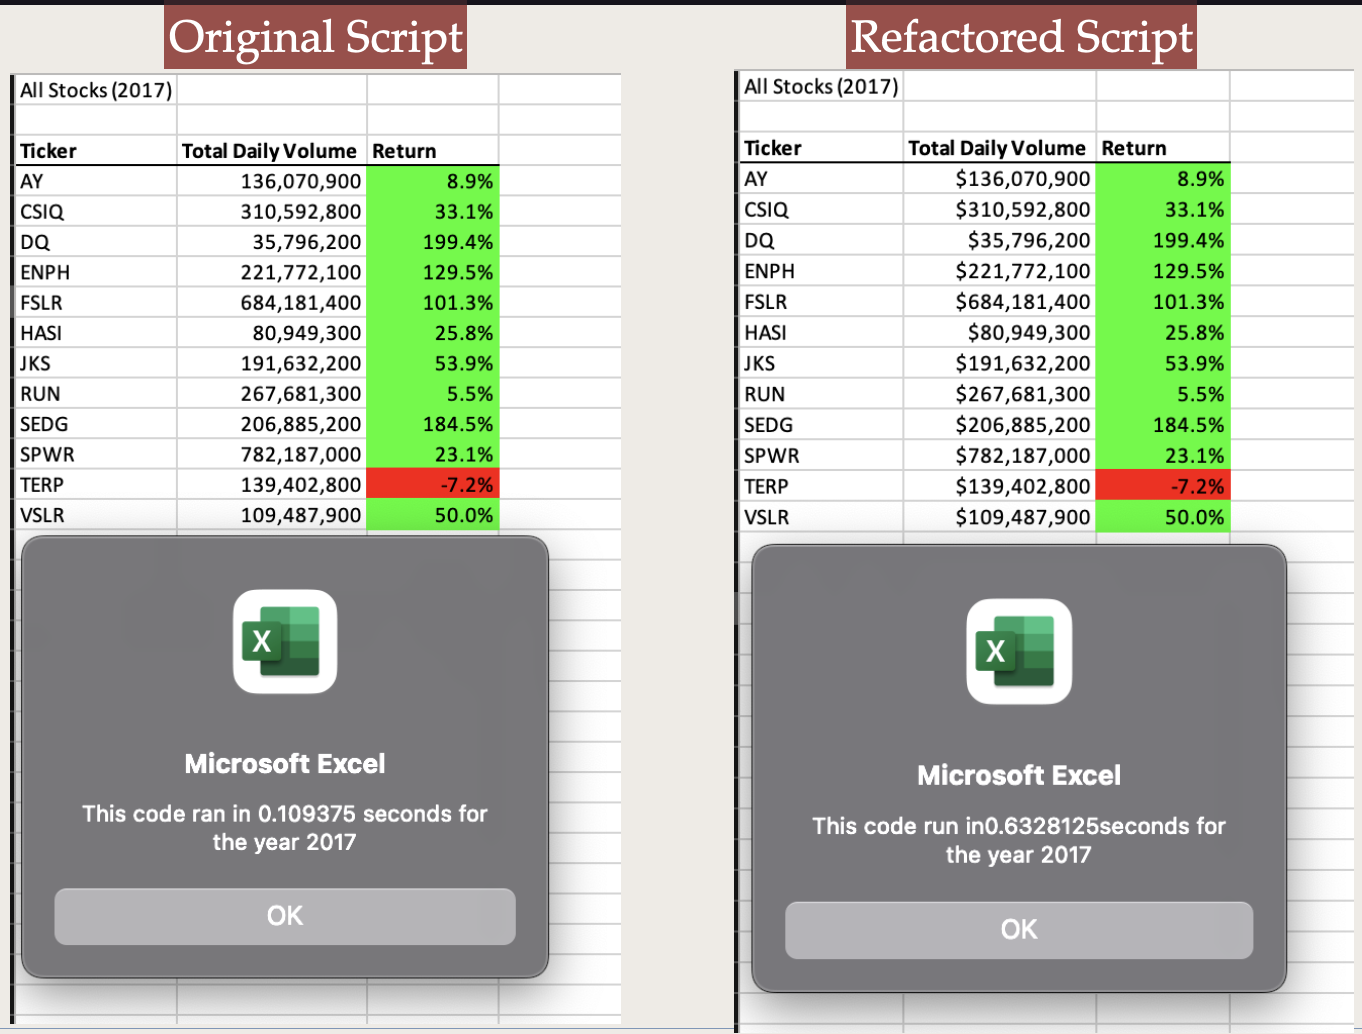 Original Script
All Stocks (2017)
Ticker Total Daily Volume Return
AY 136,070,900 8.9%
CSIQ 310,592,800 33.1%
DQ 35,796,200 199.4%
ENPH 221,772,100 129.5%
FSLR 684,181,400 101.3%
HASI 80,949,300 25.8%
JKS 191,632,200 53.9%
RUN 267,681,300 5.5%
SEDG 206,885,200 184.5%
SPWR 782,187,000 23.1%
TERP 139,402,800 -7.2%
VSLR 109,487,900 50.0%
X
Microsoft Excel
This code ran in 0.109375 seconds for
the year 2017
OK
Refactored Script
All Stocks (2017)
Ticker Total Daily Volume Return
AY $136,070,900 8.9%
CSIQ $310,592,800 33.1%
DQ $35,796,200 199.4%
ENPH $221,772,100 129.5%
FSLR $684,181,400 101.3%
HASI $80,949,300 25.8%
JKS $191,632,200 53.9%
RUN $267,681,300 5.5%
SEDG $206,885,200 184.5%
SPWR $782,187,000 23.1%
TERP $139,402,800 -7.2%
VSLR $109,487,900 50.0%
X
Microsoft Excel
This code run in0.6328125seconds for
the year 2017
OK